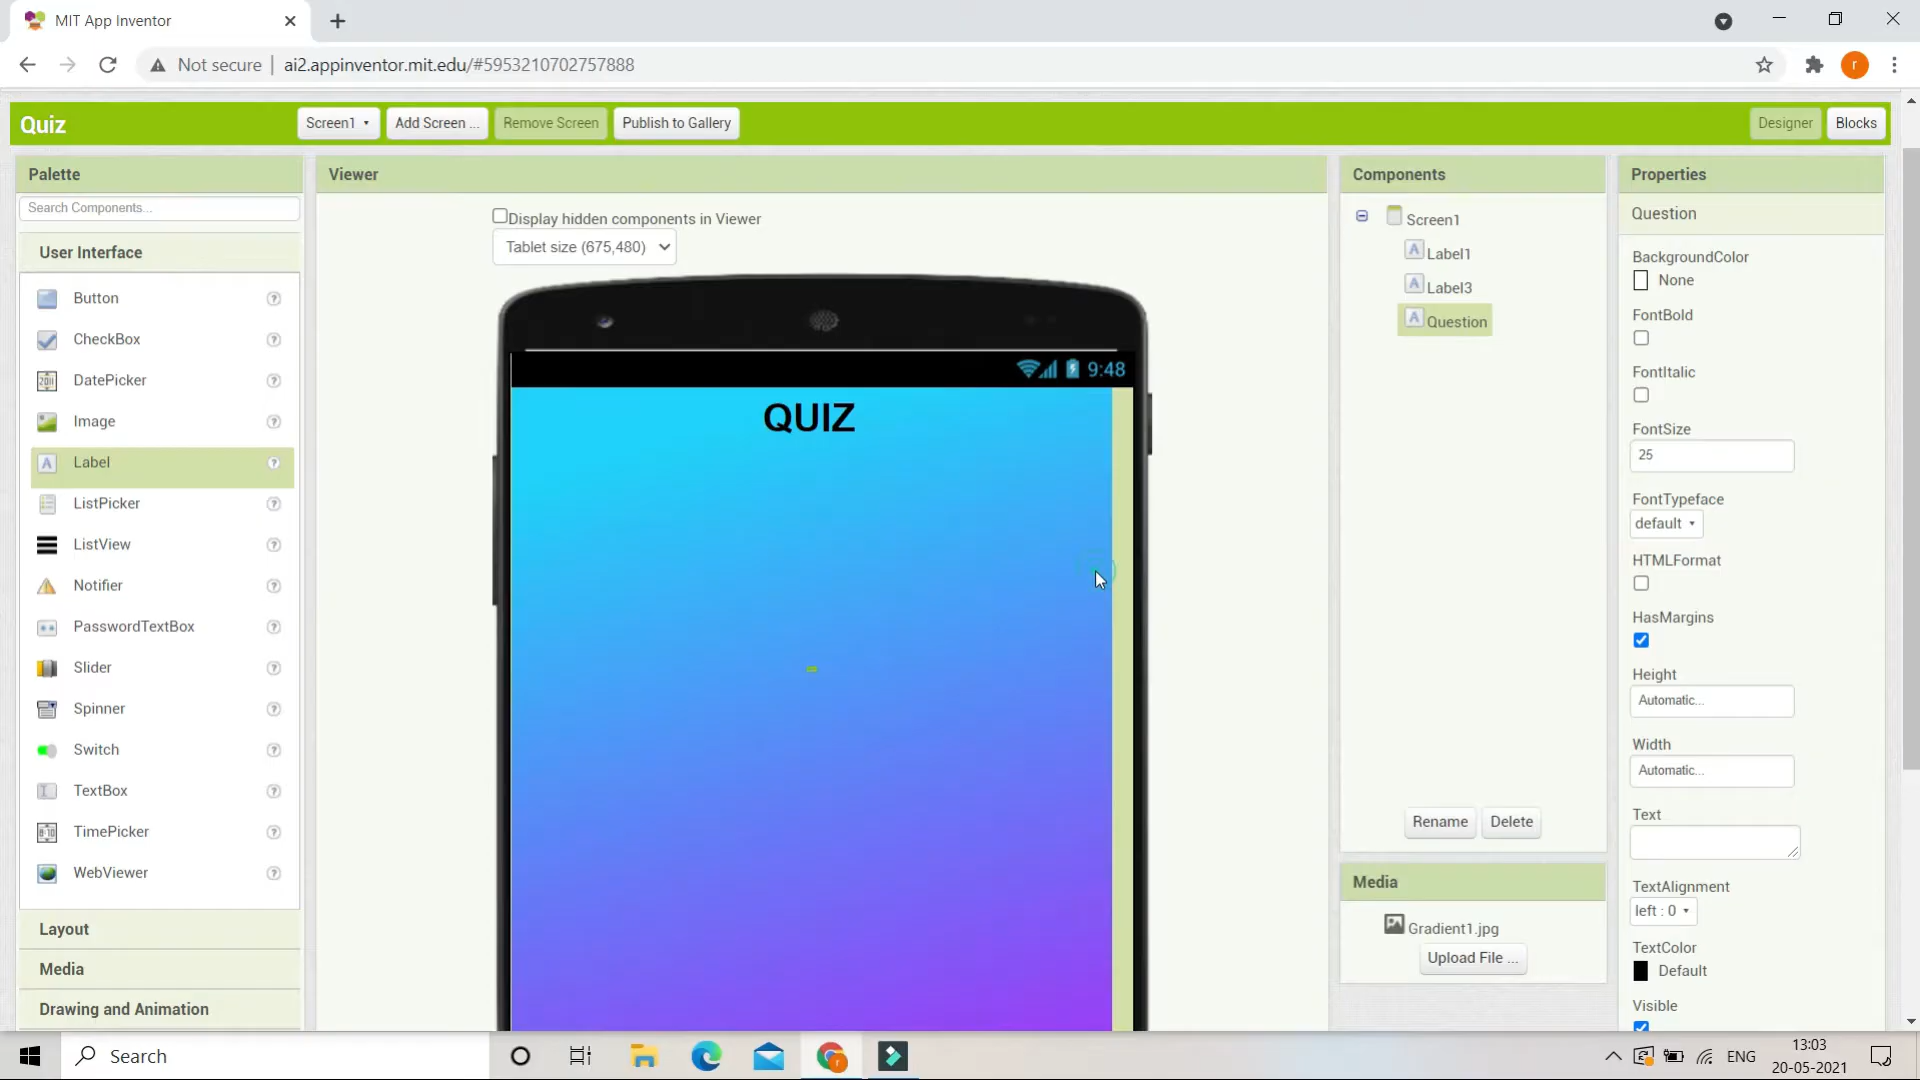 MIT App Inventor
Not secure | ai2.appinventor.mit.edu/#5953210702757888
r
Quiz
Screen1
Add Screen ...
Remove Screen
Publish to Gallery
Designer
Blocks
Palette
Search Components...
User Interface
Button
CheckBox
DatePicker
Image
Label
ListPicker
ListView
Notifier
PasswordTextBox
Slider
Spinner
Switch
TextBox
TimePicker
WebViewer
Layout
Media
Drawing and Animation
Viewer
Display hidden components in Viewer
Tablet size (675,480)
9:48
QUIZ
Components
Screen1
Label1
Label3
Question
Rename
Delete
Media
Gradient1.jpg
Upload File ...
Properties
Question
BackgroundColor
None
FontBold
FontItalic
FontSize
25
FontTypeface
default
HTMLFormat
HasMargins
Height
Automatic...
Width
Automatic...
Text
TextAlignment
left : 0
TextColor
Default
Visible
Search
ENG
13:03
20-05-2021